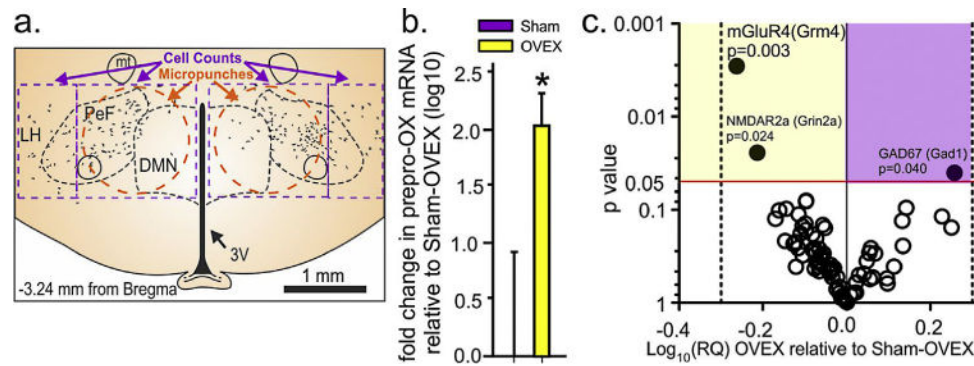 a.
mt
Cell Counts
Micropunches
LH
PeF
DMN
3V
1 mm
-3.24 mm from Bregma
b.
Sham
OVEX
fold change in prepro-OX mRNA
relative to Sham-OVEX (log10)
2.5
*
2.0
1.0
0.5
0.0
c.
p value
0.001
0.01
0.05
0.1
1
mGluR4(Grm4)
p=0.003
NMDAR2a (Grin2a)
p=0.024
GAD67 (Gad1)
p=0.040
-0.4
-0.2
0.0
0.2
Log10(RQ) OVEX relative to Sham-OVEX